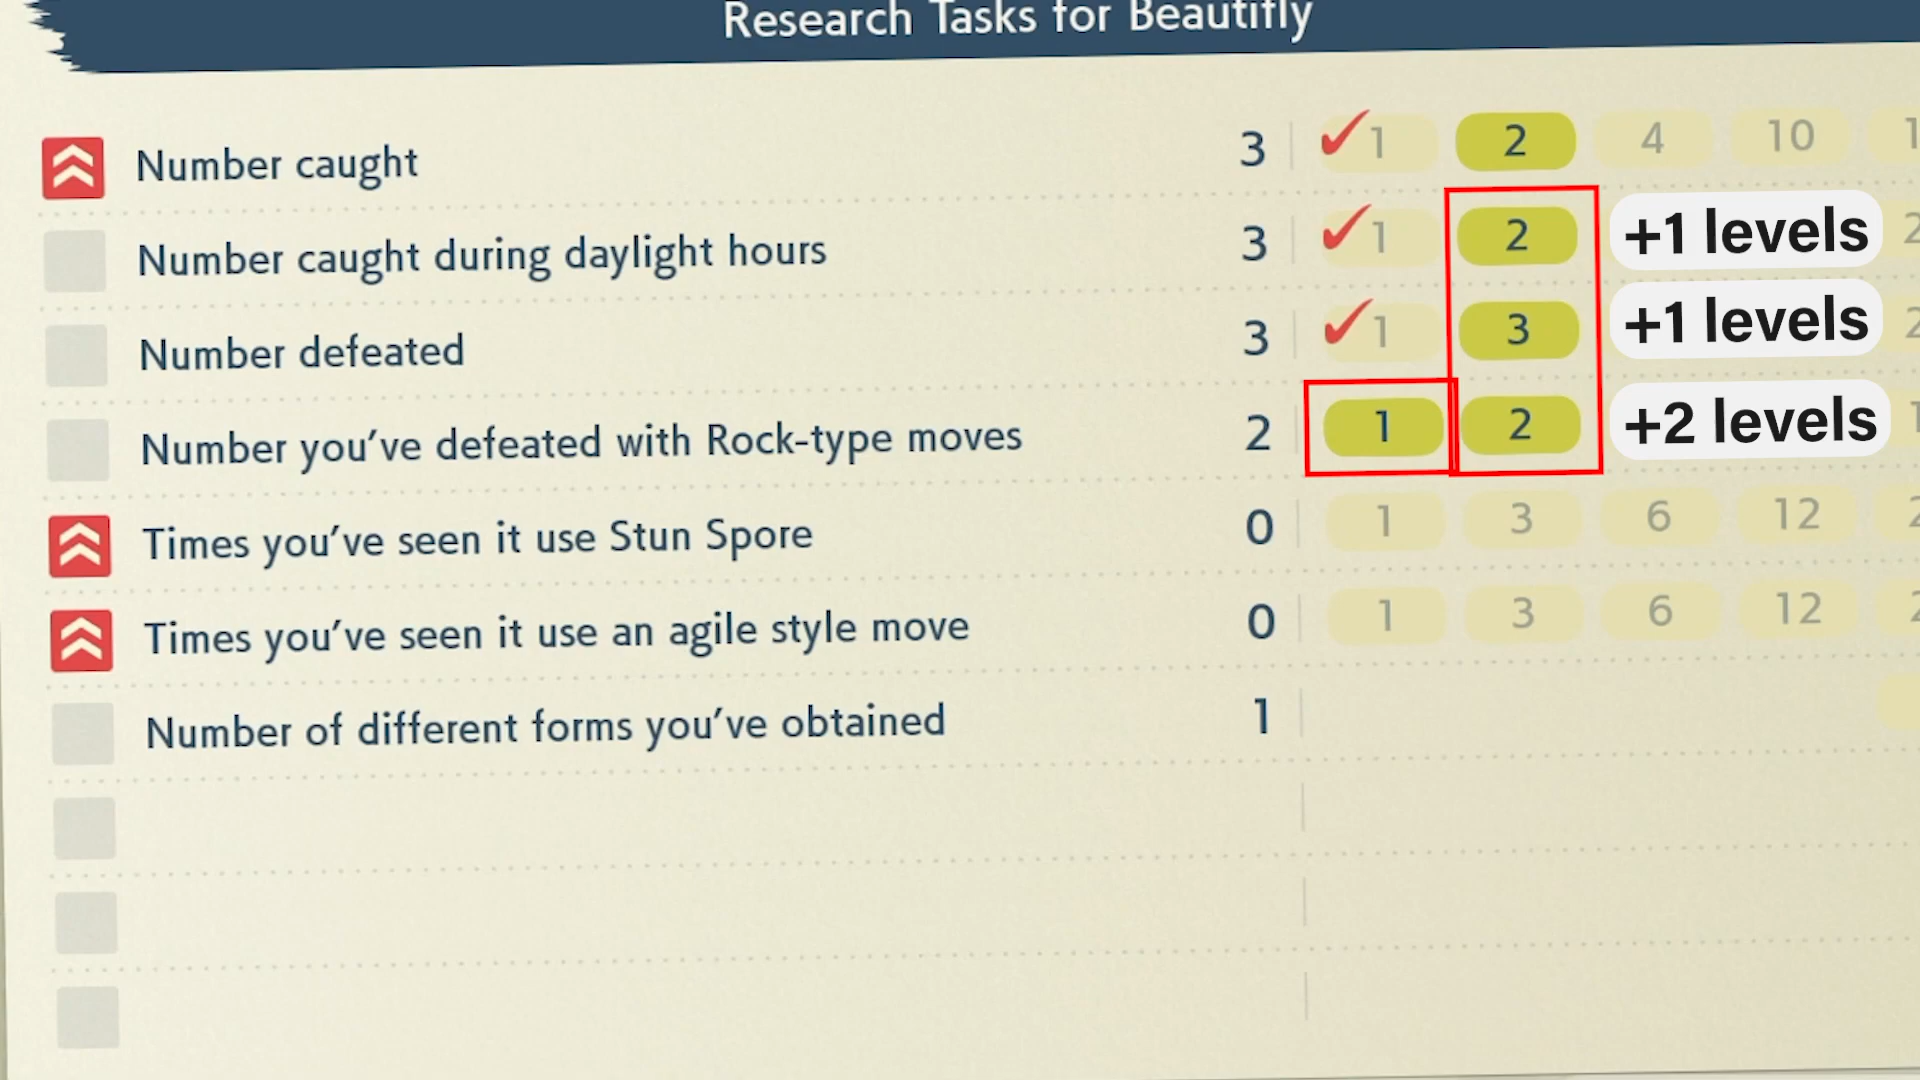 Research Tasks for Beautifly
Number caught 3 1 2 4 10
Number caught during daylight hours 3 1 2 +1 levels
Number defeated 3 1 3 +1 levels
Number you've defeated with Rock-type moves 2 1 2 +2 levels
Times you've seen it use Stun Spore 0 1 3 6 12
Times you've seen it use an agile style move 0 1 3 6 12
Number of different forms you've obtained 1